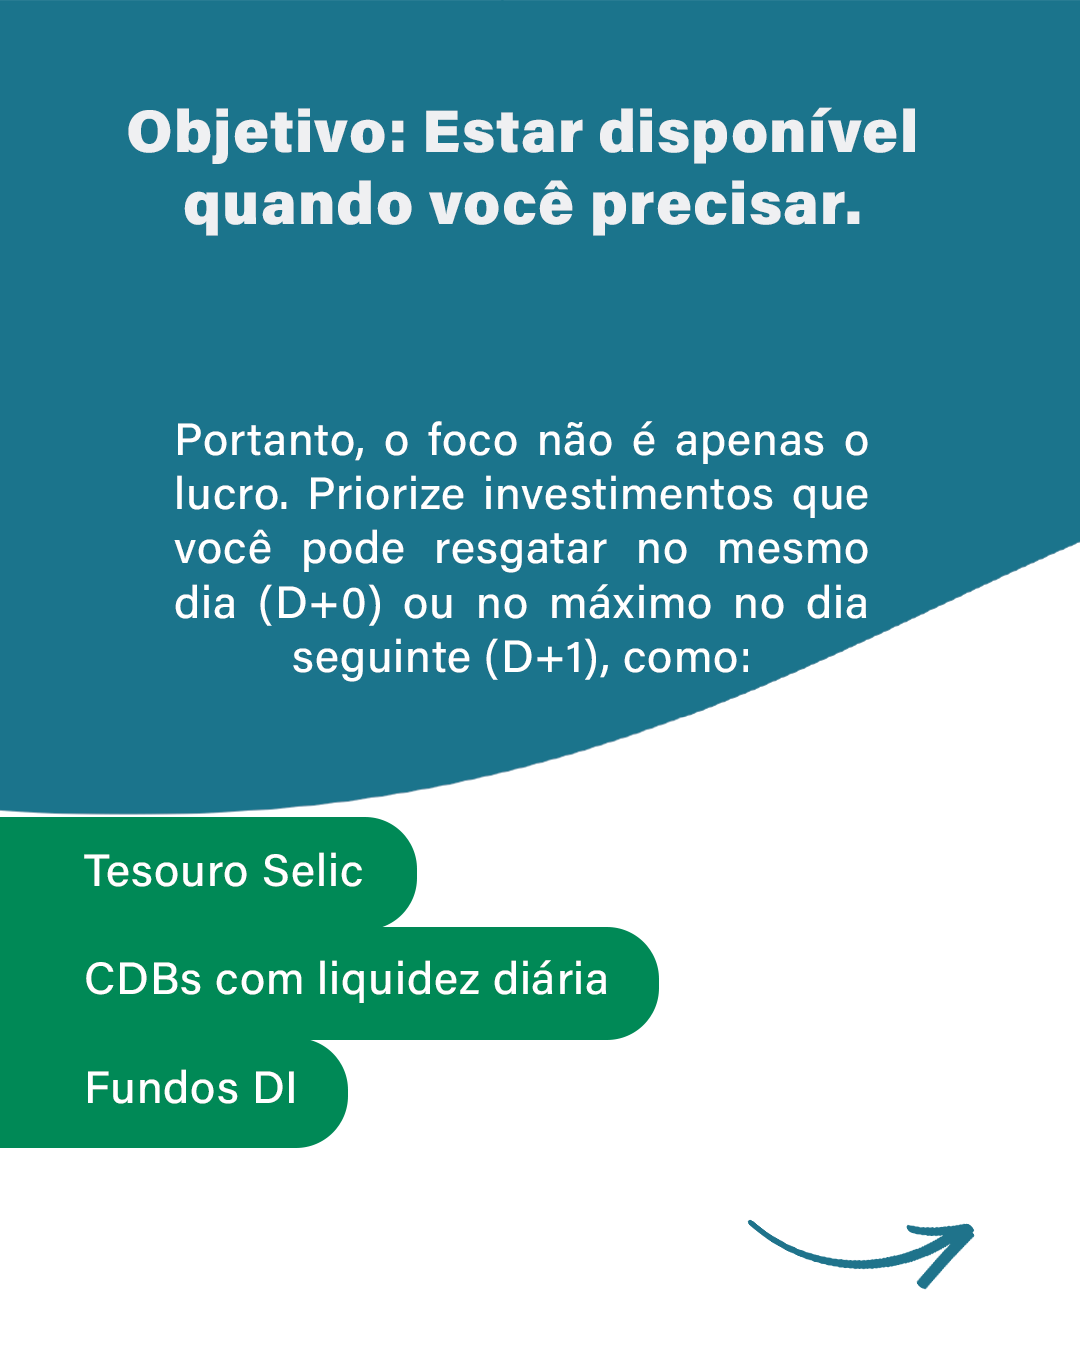 Objetivo: Estar disponível
quando você precisar.
Portanto, o foco não é apenas o
lucro. Priorize investimentos que
você pode resgatar no mesmo
dia (D+0) ou no máximo no dia
seguinte (D+1), como:
Tesouro Selic
CDBs com liquidez diária
Fundos DI